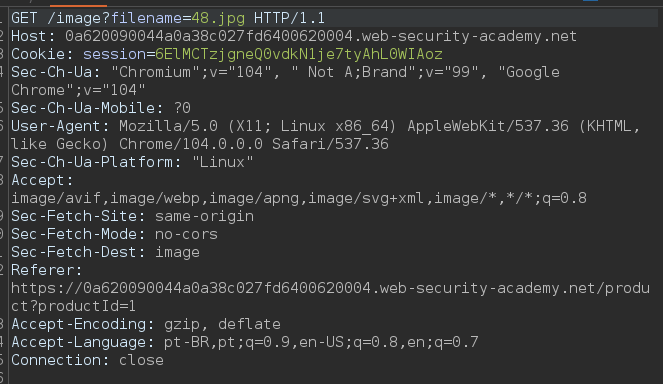 GET /image?filename=48.jpg HTTP/1.1
Host: 0a620090044a0a38c027fd6400620004.web-security-academy.net
Cookie: session=6ElMCTzjgneQ0vdkN1je7tyAhL0WIAoz
Sec-Ch-Ua: "Chromium";v="104", " Not A;Brand";v="99", "Google
Chrome";v="104"
Sec-Ch-Ua-Mobile: ?0
User-Agent: Mozilla/5.0 (X11; Linux x86_64) AppleWebKit/537.36 (KHTML,
like Gecko) Chrome/104.0.0.0 Safari/537.36
Sec-Ch-Ua-Platform: "Linux"
Accept:
image/avif,image/webp,image/apng,image/svg+xml,image/*,*/*;q=0.8
Sec-Fetch-Site: same-origin
Sec-Fetch-Mode: no-cors
Sec-Fetch-Dest: image
Referer:
https://0a620090044a0a38c027fd6400620004.web-security-academy.net/produ
ct?productId=1
Accept-Encoding: gzip, deflate
Accept-Language: pt-BR,pt;q=0.9,en-US;q=0.8,en;q=0.7
Connection: close